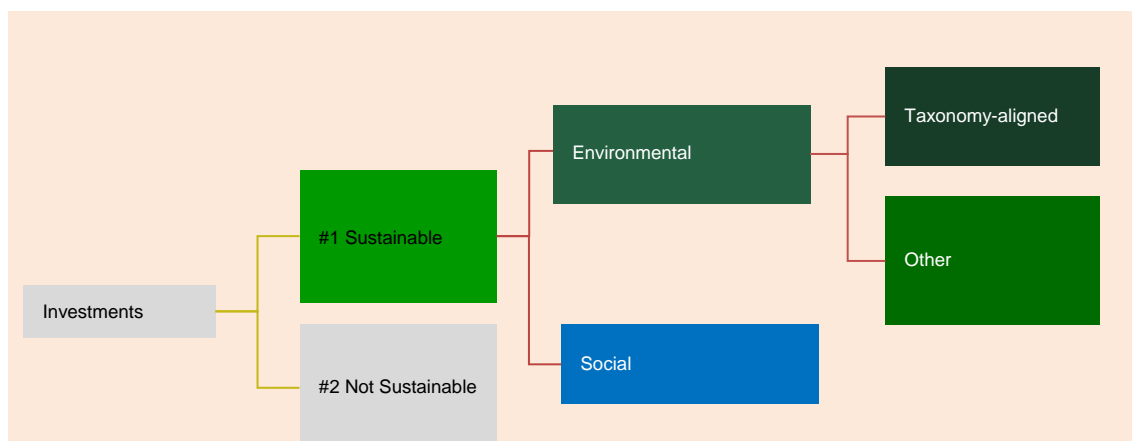 Taxonomy-aligned
Environmental
#1 Sustainable
Other
Investments
Social
#2 Not Sustainable